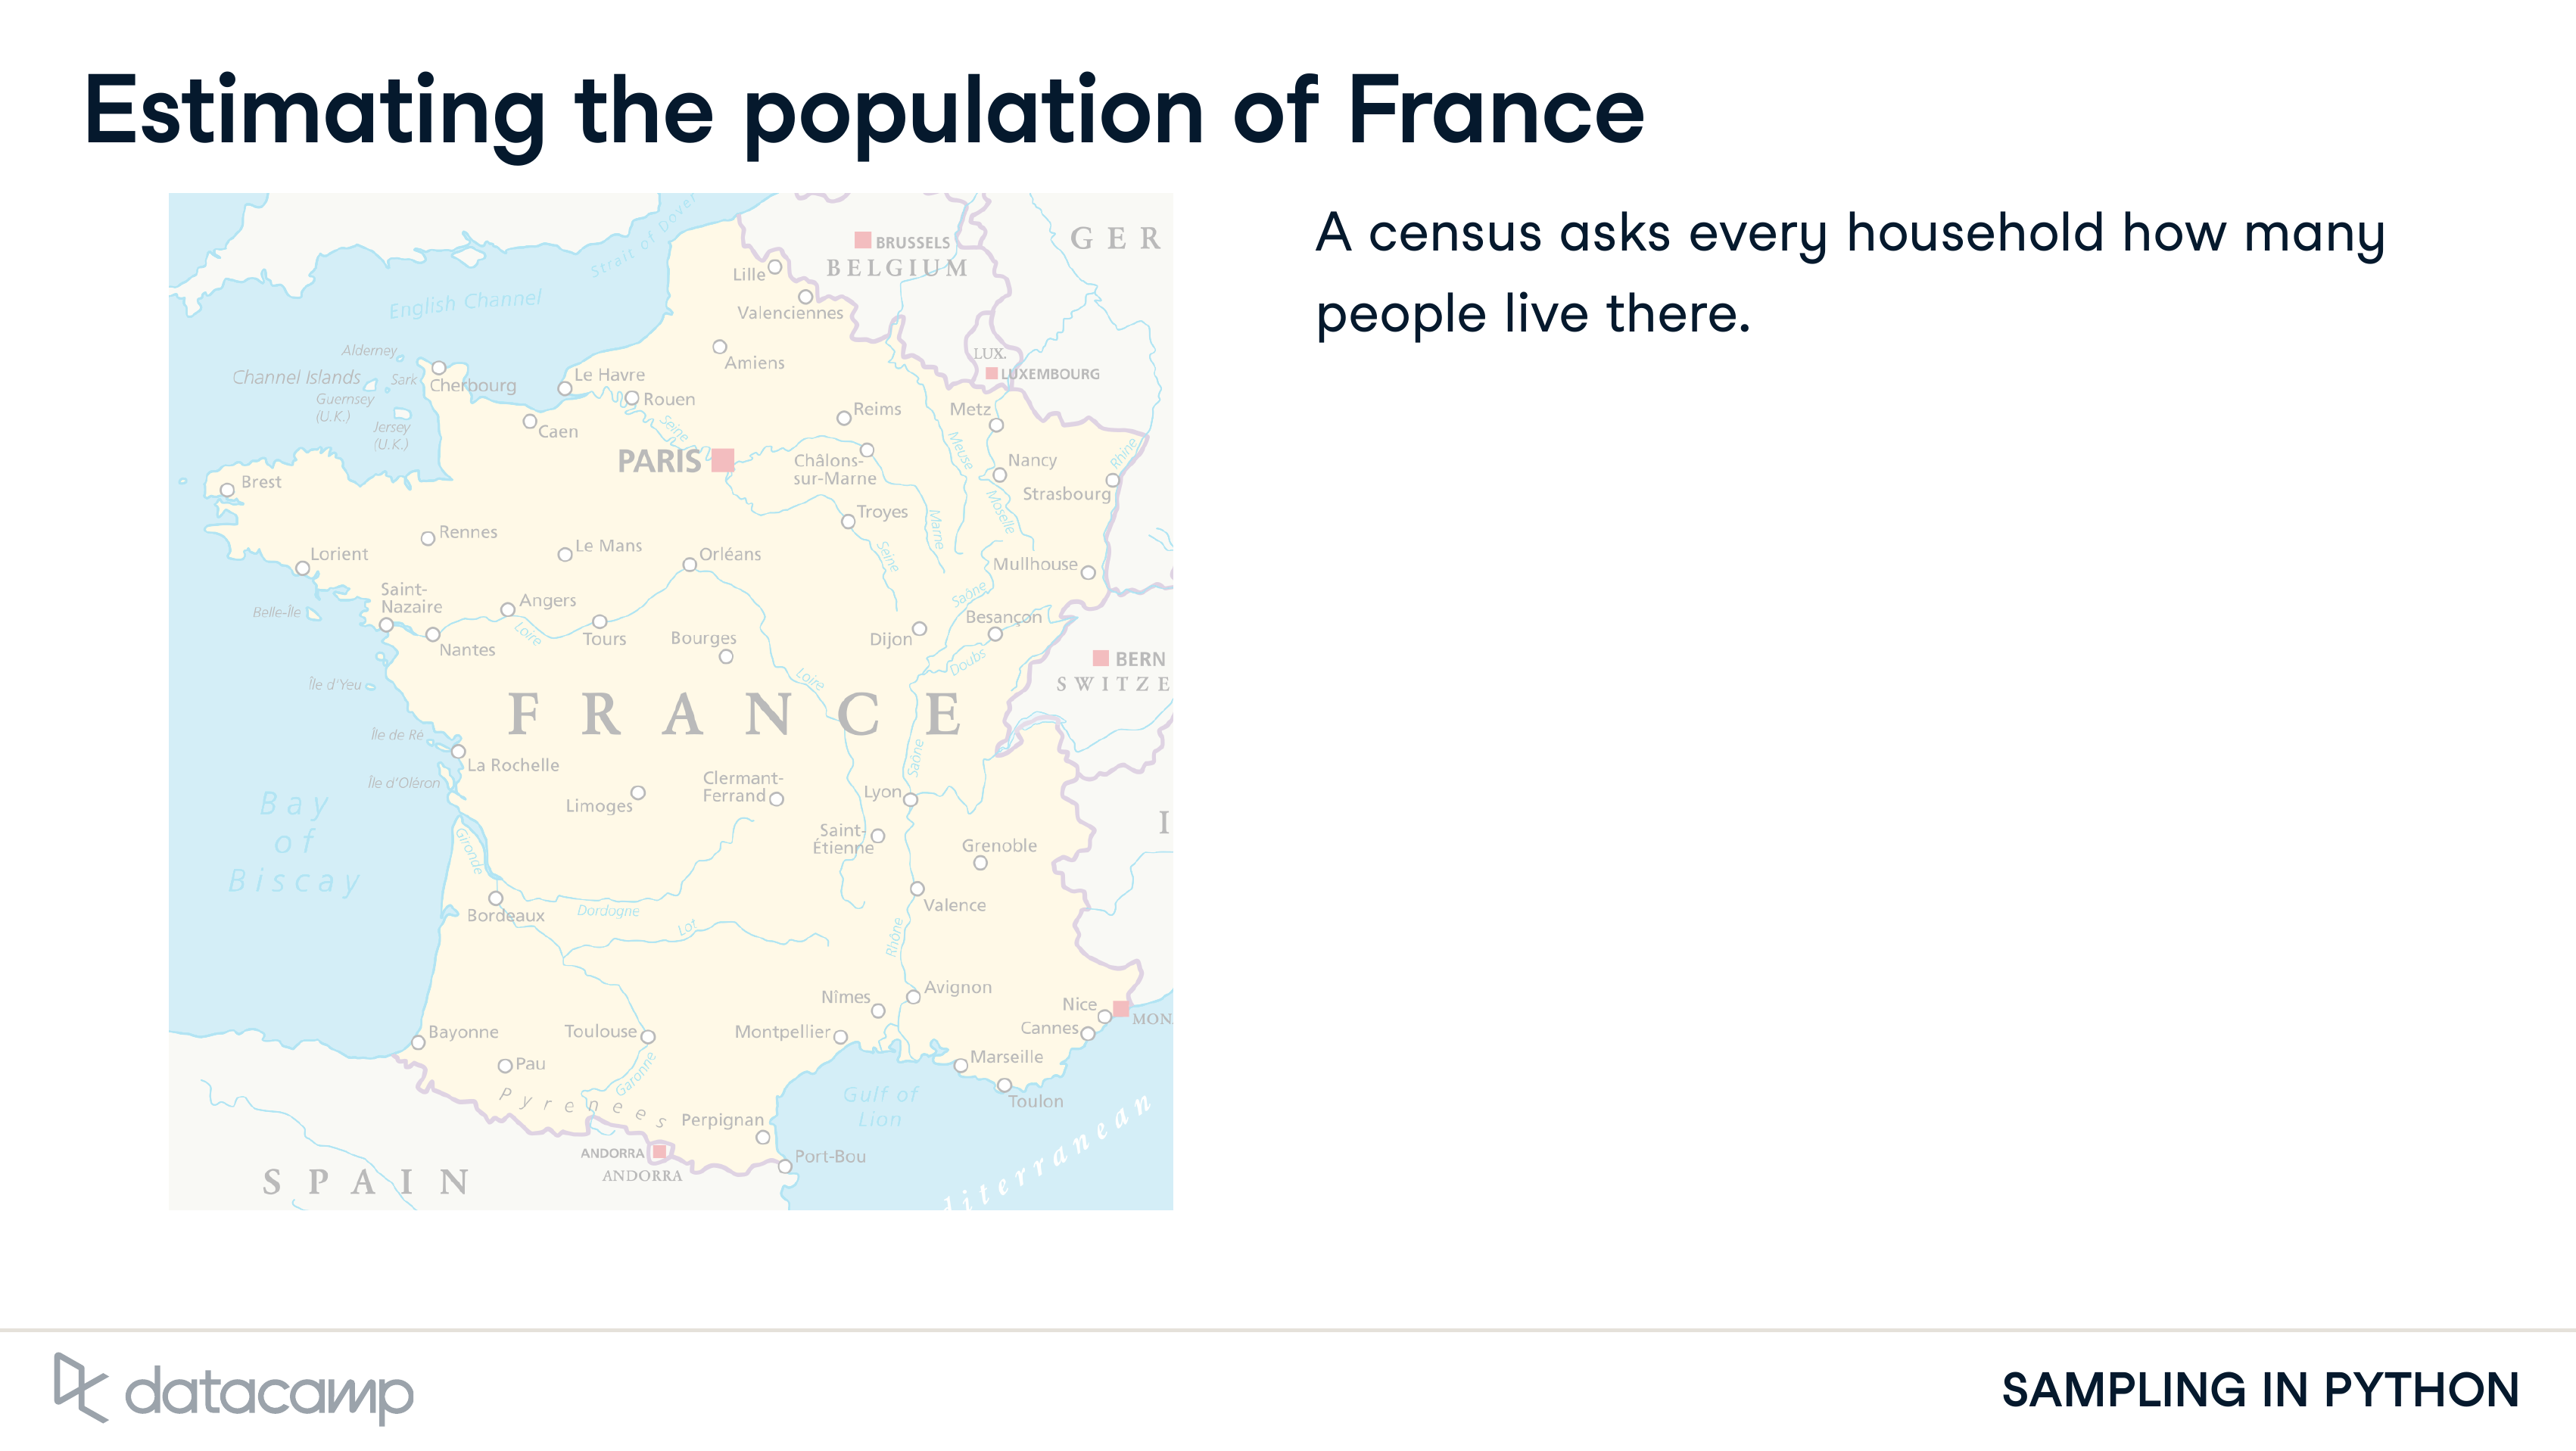 Estimating the population of France
A census asks every household how many
people live there.
Strait of Dover
BRUSSELS
BELGIUM
GER
Lille
Valenciennes
English Channel
Alderney
Amiens
LUX.
LUXEMBOURG
Channel Islands
Sark
Cherbourg
Le Havre
Guernsey
(U.K.)
Rouen
Reims
Metz
Jersey
(U.K.)
Caen
Seine
Meuse
Rhine
PARIS
Châlons-
sur-Marne
Nancy
Strasbourg
Brest
Moselle
Troyes
Marne
Rennes
Lorient
Le Mans
Orléans
Seine
Mullhouse
Saint-
Nazaire
Belle-Île
Angers
Saône
Besançon
Loire
Tours
Bourges
Dijon
Nantes
Doubs
BERN
SWITZE
Île d'Yeu
Loire
FRANCE
Île de Ré
La Rochelle
Saône
Île d'Oléron
Clermant-
Ferrand
Limoges
Lyon
Bay
of
Biscay
I
Gironde
Saint-
Étienne
Grenoble
Valence
Bordeaux
Dordogne
Lot
Rhône
Avignon
Nîmes
Nice
MON
Bayonne
Toulouse
Montpellier
Cannes
Pau
Marseille
Garonne
Pyrenees
Gulf of
Lion
Toulon
Perpignan
ANDORRA
ANDORRA
Port-Bou
SPAIN
diterranean
datacamp
SAMPLING IN PYTHON